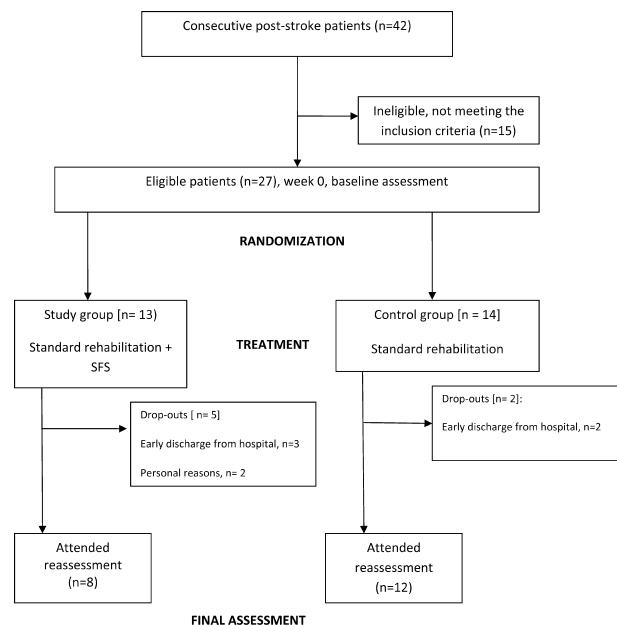 Consecutive post-stroke patients (n=42)
Ineligible, not meeting the
inclusion criteria (n=15)
Eligible patients (n=27), week 0, baseline assessment
RANDOMIZATION
Study group [n= 13)
Standard rehabilitation +
SFS
TREATMENT
Control group [n = 14]
Standard rehabilitation
Drop-outs [ n= 5]
Early discharge from hospital, n=3
Personal reasons, n= 2
Drop-outs [n= 2]:
Early discharge from hospital, n=2
Attended
reassessment
(n=8)
Attended
reassessment
(n=12)
FINAL ASSESSMENT